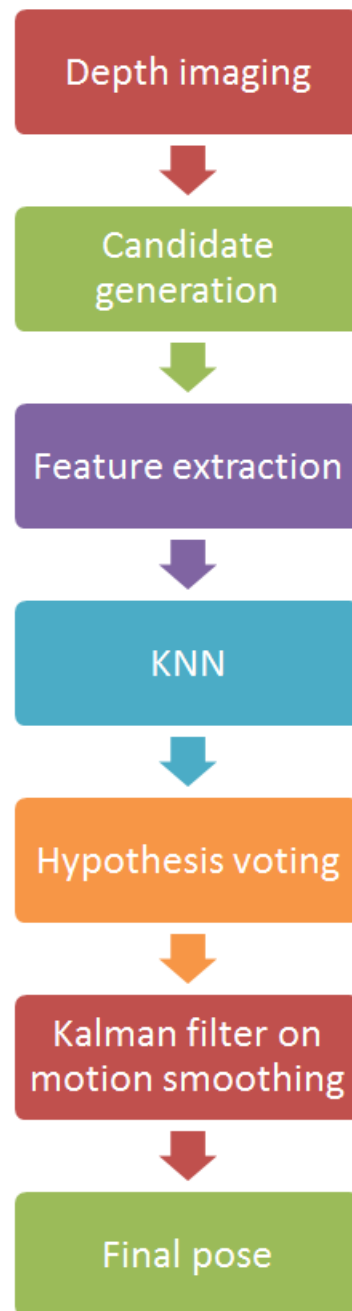 Depth imaging
Candidate
generation
Feature extraction
KNN
Hypothesis voting
Kalman filter on
motion smoothing
Final pose